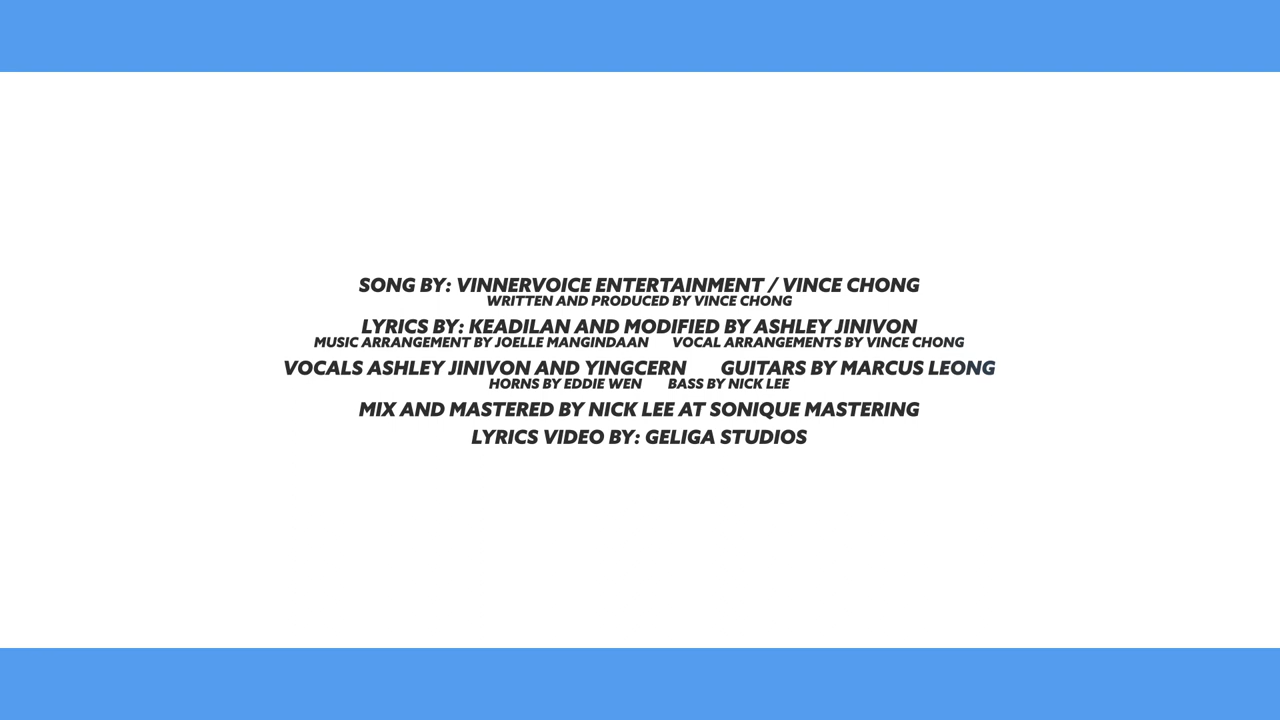 SONG BY: VINNERVOICE ENTERTAINMENT / VINCE CHONG
WRITTEN AND PRODUCED BY VINCE CHONG
LYRICS BY: KEADILAN AND MODIFIED BY ASHLEY JINIVON
MUSIC ARRANGEMENT BY JOELLE MANGINDAAN VOCAL ARRANGEMENTS BY VINCE CHONG
VOCALS ASHLEY JINIVON AND YINGCERN GUITARS BY MARCUS LEONG
HORNS BY EDDIE WEN BASS BY NICK LEE
MIX AND MASTERED BY NICK LEE AT SONIQUE MASTERING
LYRICS VIDEO BY: GELIGA STUDIOS